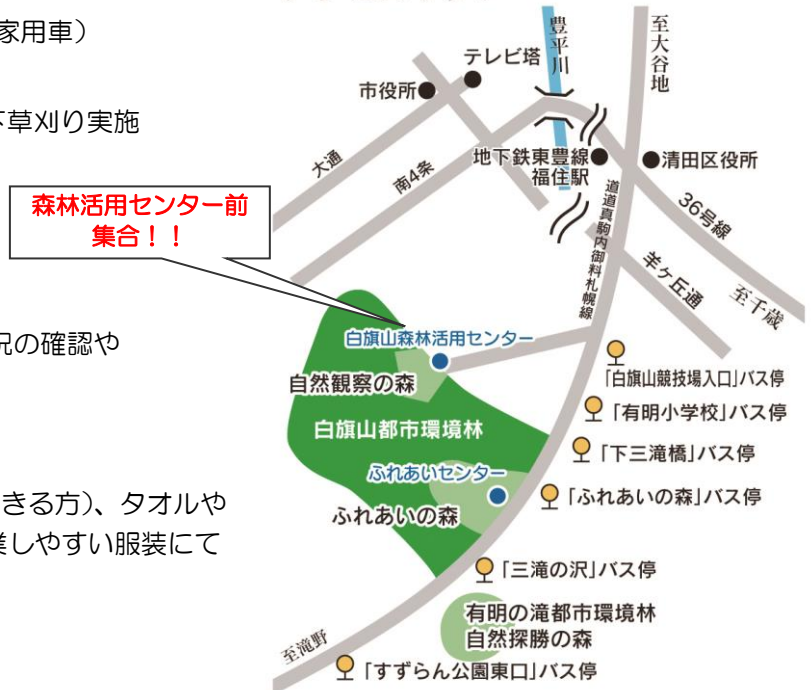 家用車）
下草刈り実施
森林活用センター前
集合！！
況の確認や
きる方）、タオルや
業しやすい服装にて
豊平川
至大谷地
テレビ塔
市役所
大通
南4条
地下鉄東豊線
福住駅
清田区役所
道道真駒内御料札幌線
36号線
羊ヶ丘通
至千歳
白旗山森林活用センター
自然観察の森
白旗山都市環境林
ふれあいセンター
ふれあいの森
「白旗山競技場入口」バス停
「有明小学校」バス停
「下三滝橋」バス停
「ふれあいの森」バス停
「三滝の沢」バス停
有明の滝都市環境林
自然探勝の森
至滝野
「すずらん公園東口」バス停